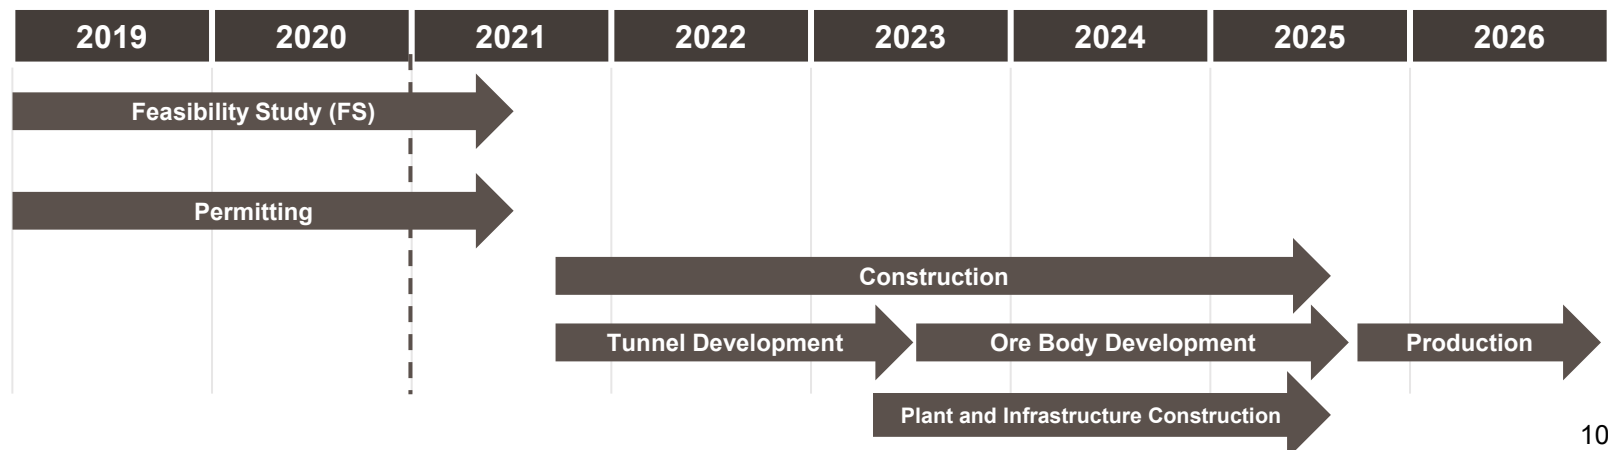 2019 2020 2021 2022 2023 2024 2025 2026
Feasibility Study (FS)
Permitting
Construction
Tunnel Development Ore Body Development Production
Plant and Infrastructure Construction
10